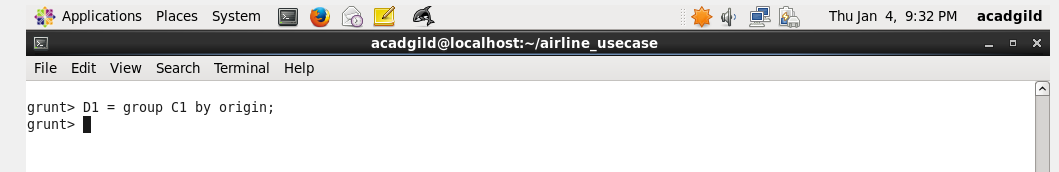 Applications Places System Thu Jan 4, 9:32 PM acadgild
acadgild@localhost:~/airline_usecase
File Edit View Search Terminal Help
grunt> D1 = group C1 by origin;
grunt>